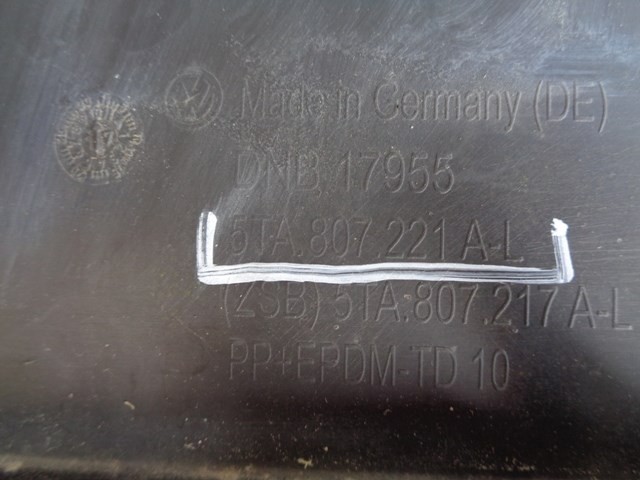 Made in Germany (DE)
DNB 17955
5TA.807.221 A-L
(ZSB) 5TA.807.217 A-L
PP+EPDM-TD 10